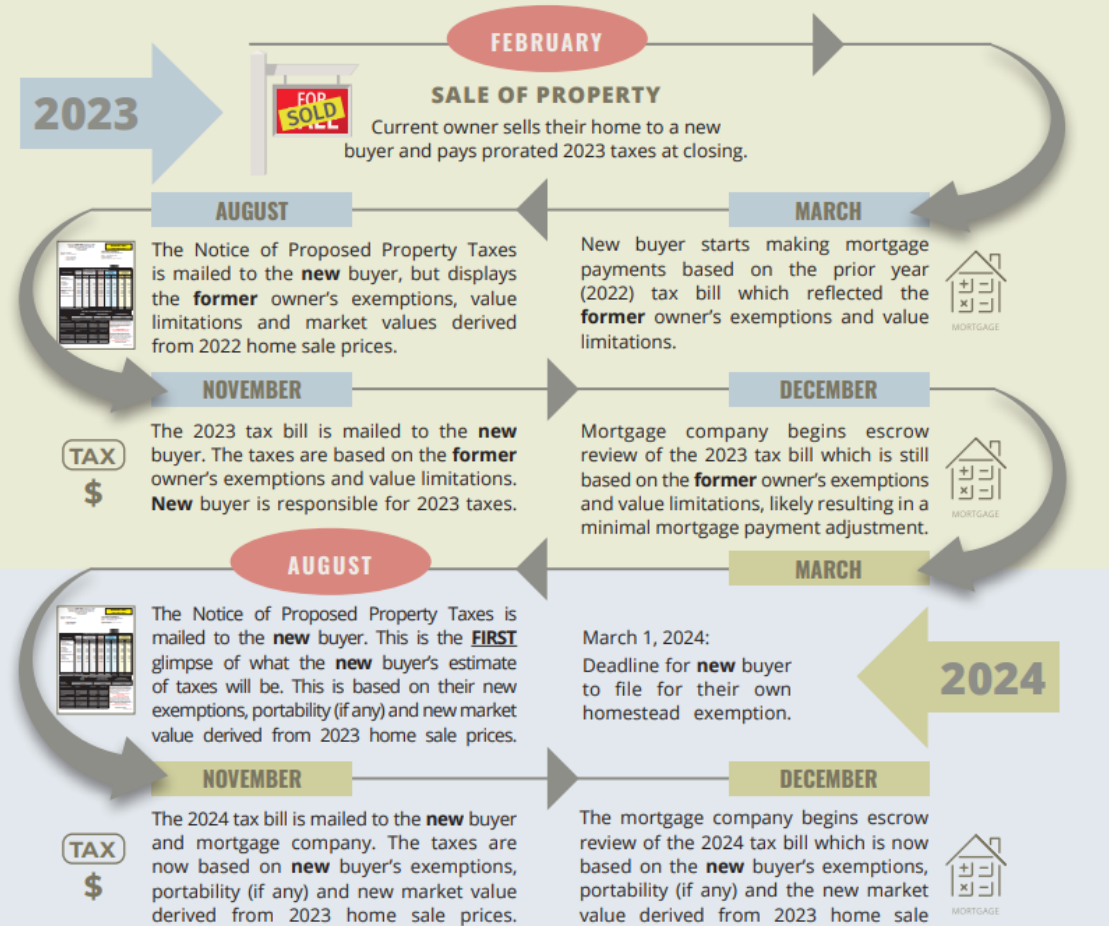 FEBRUARY
2023
FOR
SOLD
SALE OF PROPERTY
Current owner sells their home to a new
buyer and pays prorated 2023 taxes at closing.
MARCH
New buyer starts making mortgage
payments based on the prior year
(2022) tax bill which reflected the
former owner's exemptions and value
limitations.
MORTGAGE
AUGUST
The Notice of Proposed Property Taxes
is mailed to the new buyer, but displays
the former owner's exemptions, value
limitations and market values derived
from 2022 home sale prices.
NOVEMBER
TAX
$
The 2023 tax bill is mailed to the new
buyer. The taxes are based on the former
owner's exemptions and value limitations.
New buyer is responsible for 2023 taxes.
DECEMBER
Mortgage company begins escrow
review of the 2023 tax bill which is still
based on the former owner's exemptions
and value limitations, likely resulting in a
minimal mortgage payment adjustment.
MORTGAGE
MARCH
2024
March 1, 2024:
Deadline for new buyer
to file for their own
homestead exemption.
AUGUST
The Notice of Proposed Property Taxes is
mailed to the new buyer. This is the FIRST
glimpse of what the new buyer's estimate
of taxes will be. This is based on their new
exemptions, portability (if any) and new market
value derived from 2023 home sale prices.
NOVEMBER
TAX
$
The 2024 tax bill is mailed to the new buyer
and mortgage company. The taxes are
now based on new buyer's exemptions,
portability (if any) and new market value
derived from 2023 home sale prices.
DECEMBER
The mortgage company begins escrow
review of the 2024 tax bill which is now
based on the new buyer's exemptions,
portability (if any) and the new market
value derived from 2023 home sale
MORTGAGE